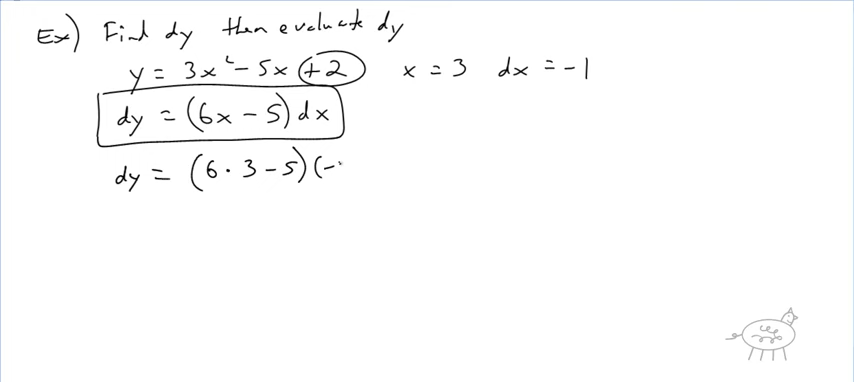 Ex) Find dy then evaluate dy
y = 3x² - 5x + 2 x = 3 dx = -1
dy = (6x - 5) dx
dy = (6 · 3 - 5)(-